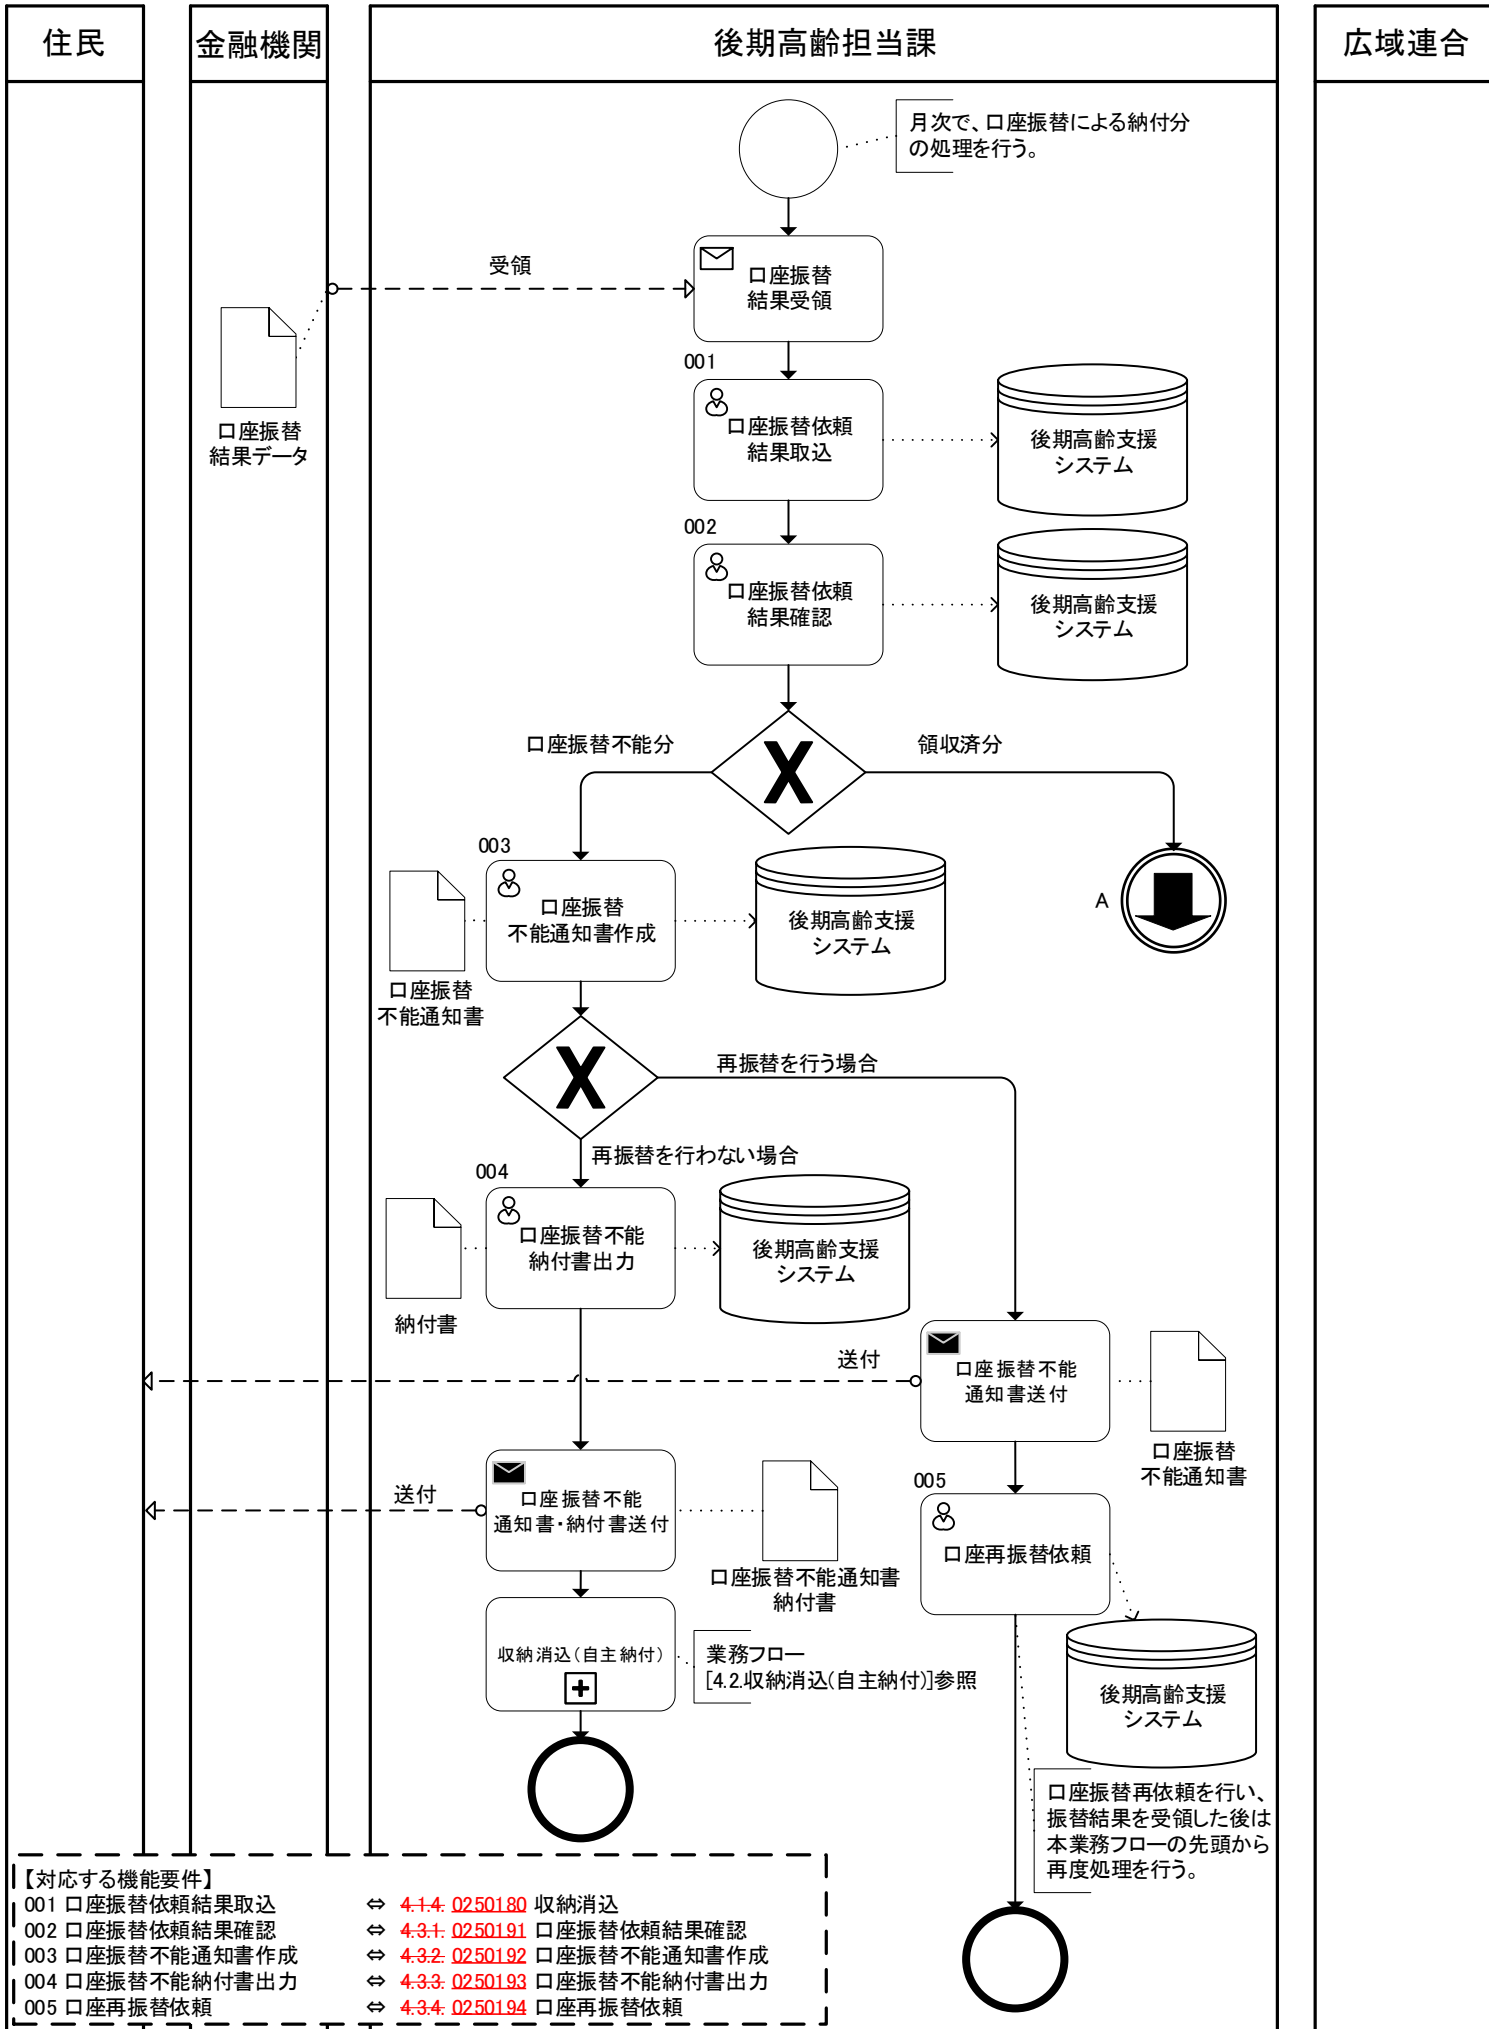 住民
金融機関
後期高齢担当課
広域連合
月次で、口座振替による納付分
の処理を行う。
受領
口座振替
結果受領
口座振替
結果データ
001
口座振替依頼
結果取込
後期高齢支援
システム
002
口座振替依頼
結果確認
後期高齢支援
システム
口座振替不能分
領収済分
003
口座振替
不能通知書作成
後期高齢支援
システム
A
口座振替
不能通知書
再振替を行う場合
再振替を行わない場合
004
口座振替不能
納付書出力
後期高齢支援
システム
納付書
送付
口座振替不能
通知書送付
口座振替
不能通知書
送付
口座振替不能
通知書・納付書送付
口座振替不能通知書
納付書
005
口座再振替依頼
収納消込(自主納付)
業務フロー
[4.2.収納消込(自主納付)]参照
後期高齢支援
システム
口座振替再依頼を行い、
振替結果を受領した後は
本業務フローの先頭から
再度処理を行う。
【対応する機能要件】
001 口座振替依頼結果取込 ⇔ 4.1.4. 0250180 収納消込
002 口座振替依頼結果確認 ⇔ 4.3.1. 0250191 口座振替依頼結果確認
003 口座振替不能通知書作成 ⇔ 4.3.2. 0250192 口座振替不能通知書作成
004 口座振替不能納付書出力 ⇔ 4.3.3. 0250193 口座振替不能納付書出力
005 口座再振替依頼 ⇔ 4.3.4. 0250194 口座再振替依頼